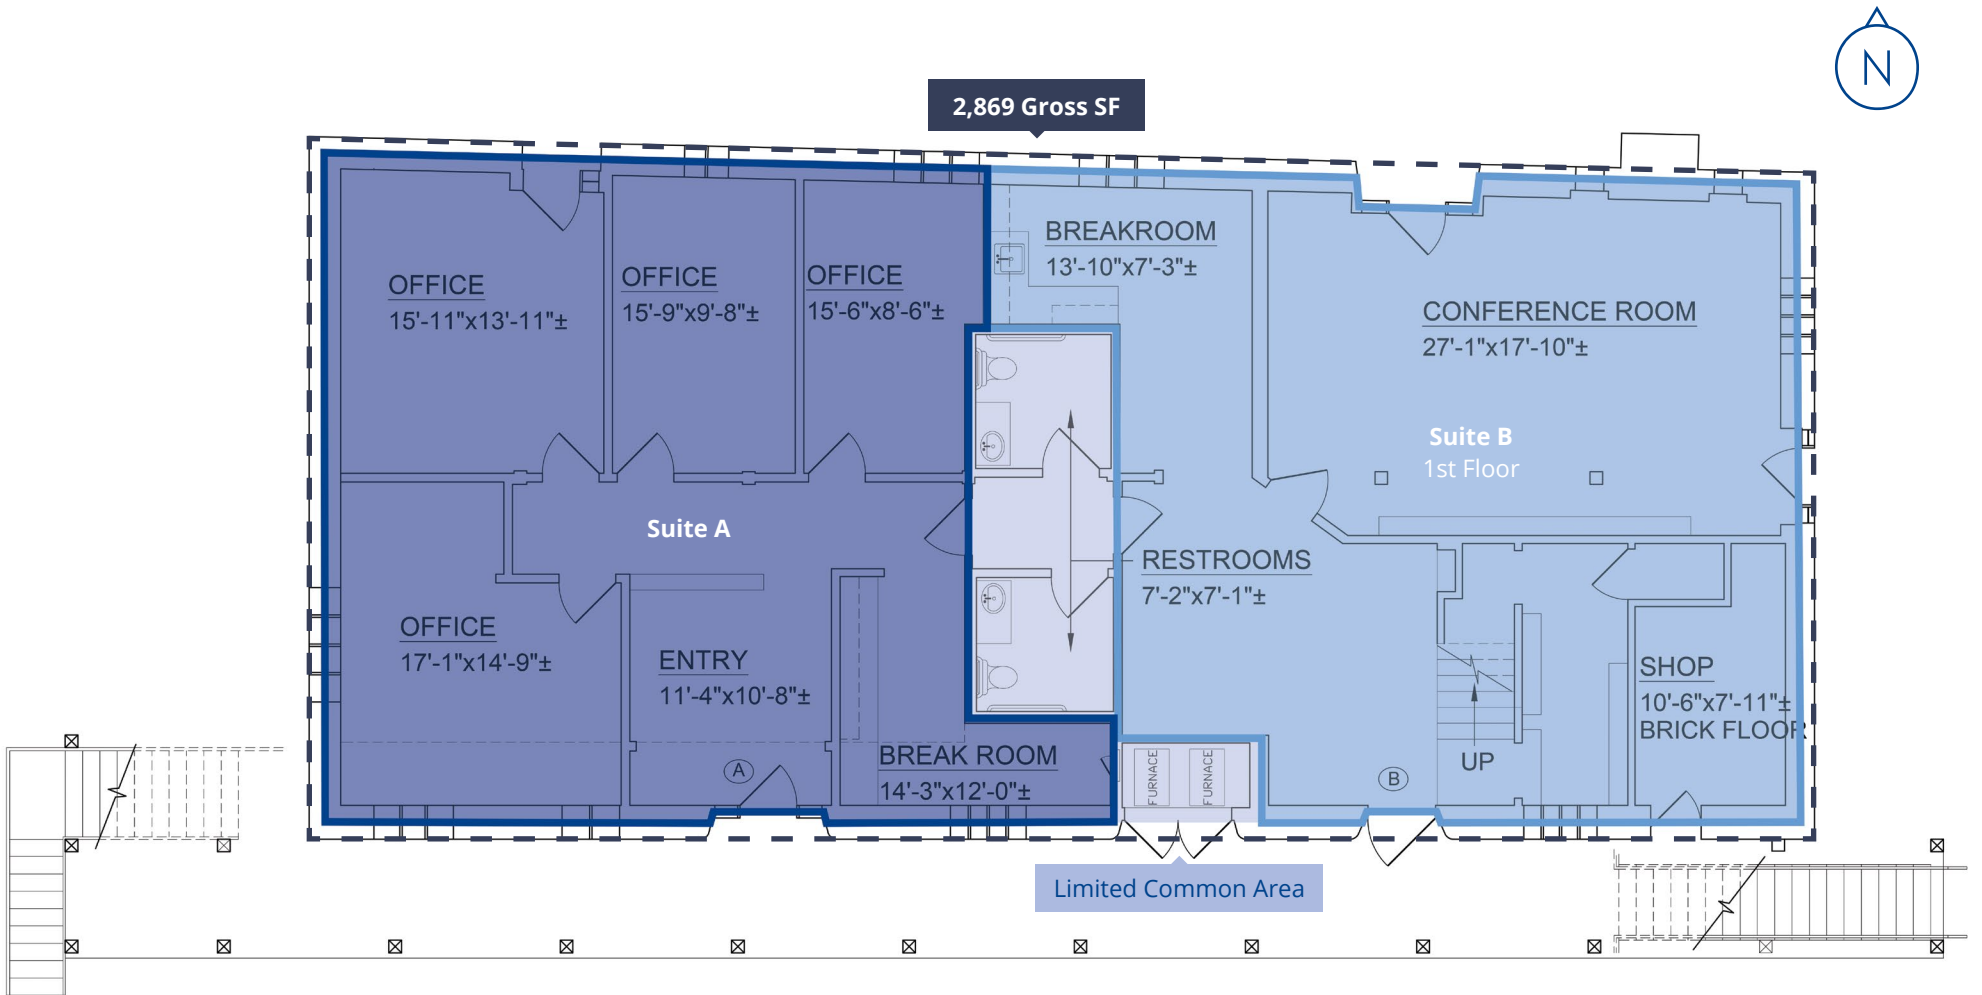 N
2,869 Gross SF
OFFICE
15'-11"x13'-11"±
OFFICE
15'-9"x9'-8"±
OFFICE
15'-6"x8'-6"±
BREAKROOM
13'-10"x7'-3"±
CONFERENCE ROOM
27'-1"x17'-10"±
Suite B
1st Floor
Suite A
RESTROOMS
7'-2"x7'-1"±
OFFICE
17'-1"x14'-9"±
ENTRY
11'-4"x10'-8"±
SHOP
10'-6"x7'-11"±
BRICK FLOOR
BREAK ROOM
14'-3"x12'-0"±
A
FURNACE
FURNACE
B
UP
Limited Common Area